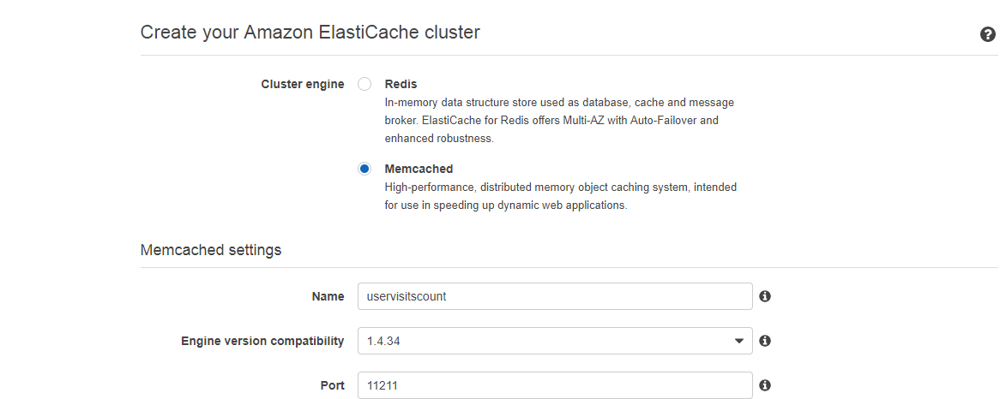 Create your Amazon ElastiCache cluster
Cluster engine
Redis
In-memory data structure store used as database, cache and message
broker. ElastiCache for Redis offers Multi-AZ with Auto-Failover and
enhanced robustness.
Memcached
High-performance, distributed memory object caching system, intended
for use in speeding up dynamic web applications.
Memcached settings
Name uservisitscount
Engine version compatibility 1.4.34
Port 11211